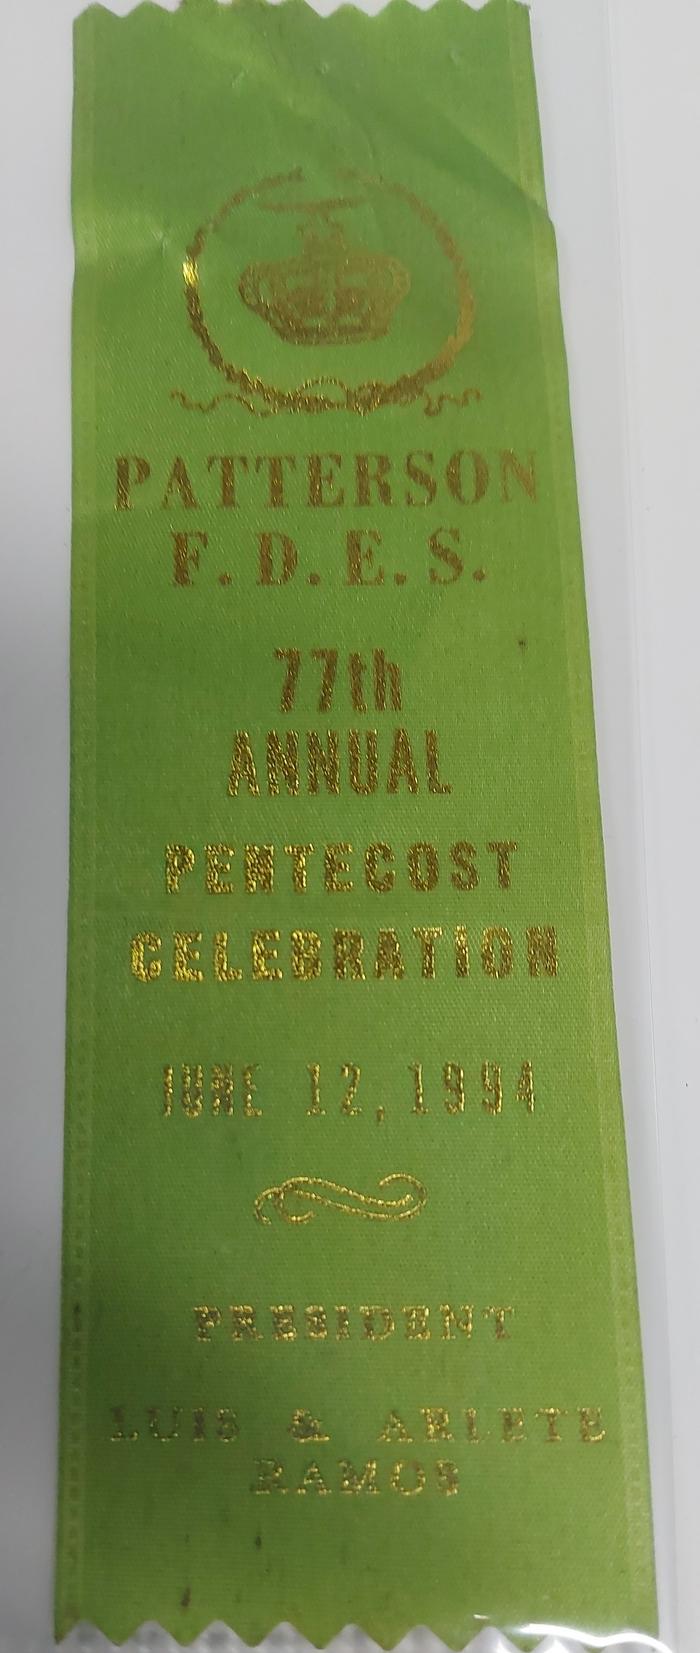 PATTERSON
F.D.E.S.
77th
ANNUAL
PENTECOST
CELEBRATION
JUNE 12, 1994
PRESIDENT
LUIS & ARLETE
RAMOS